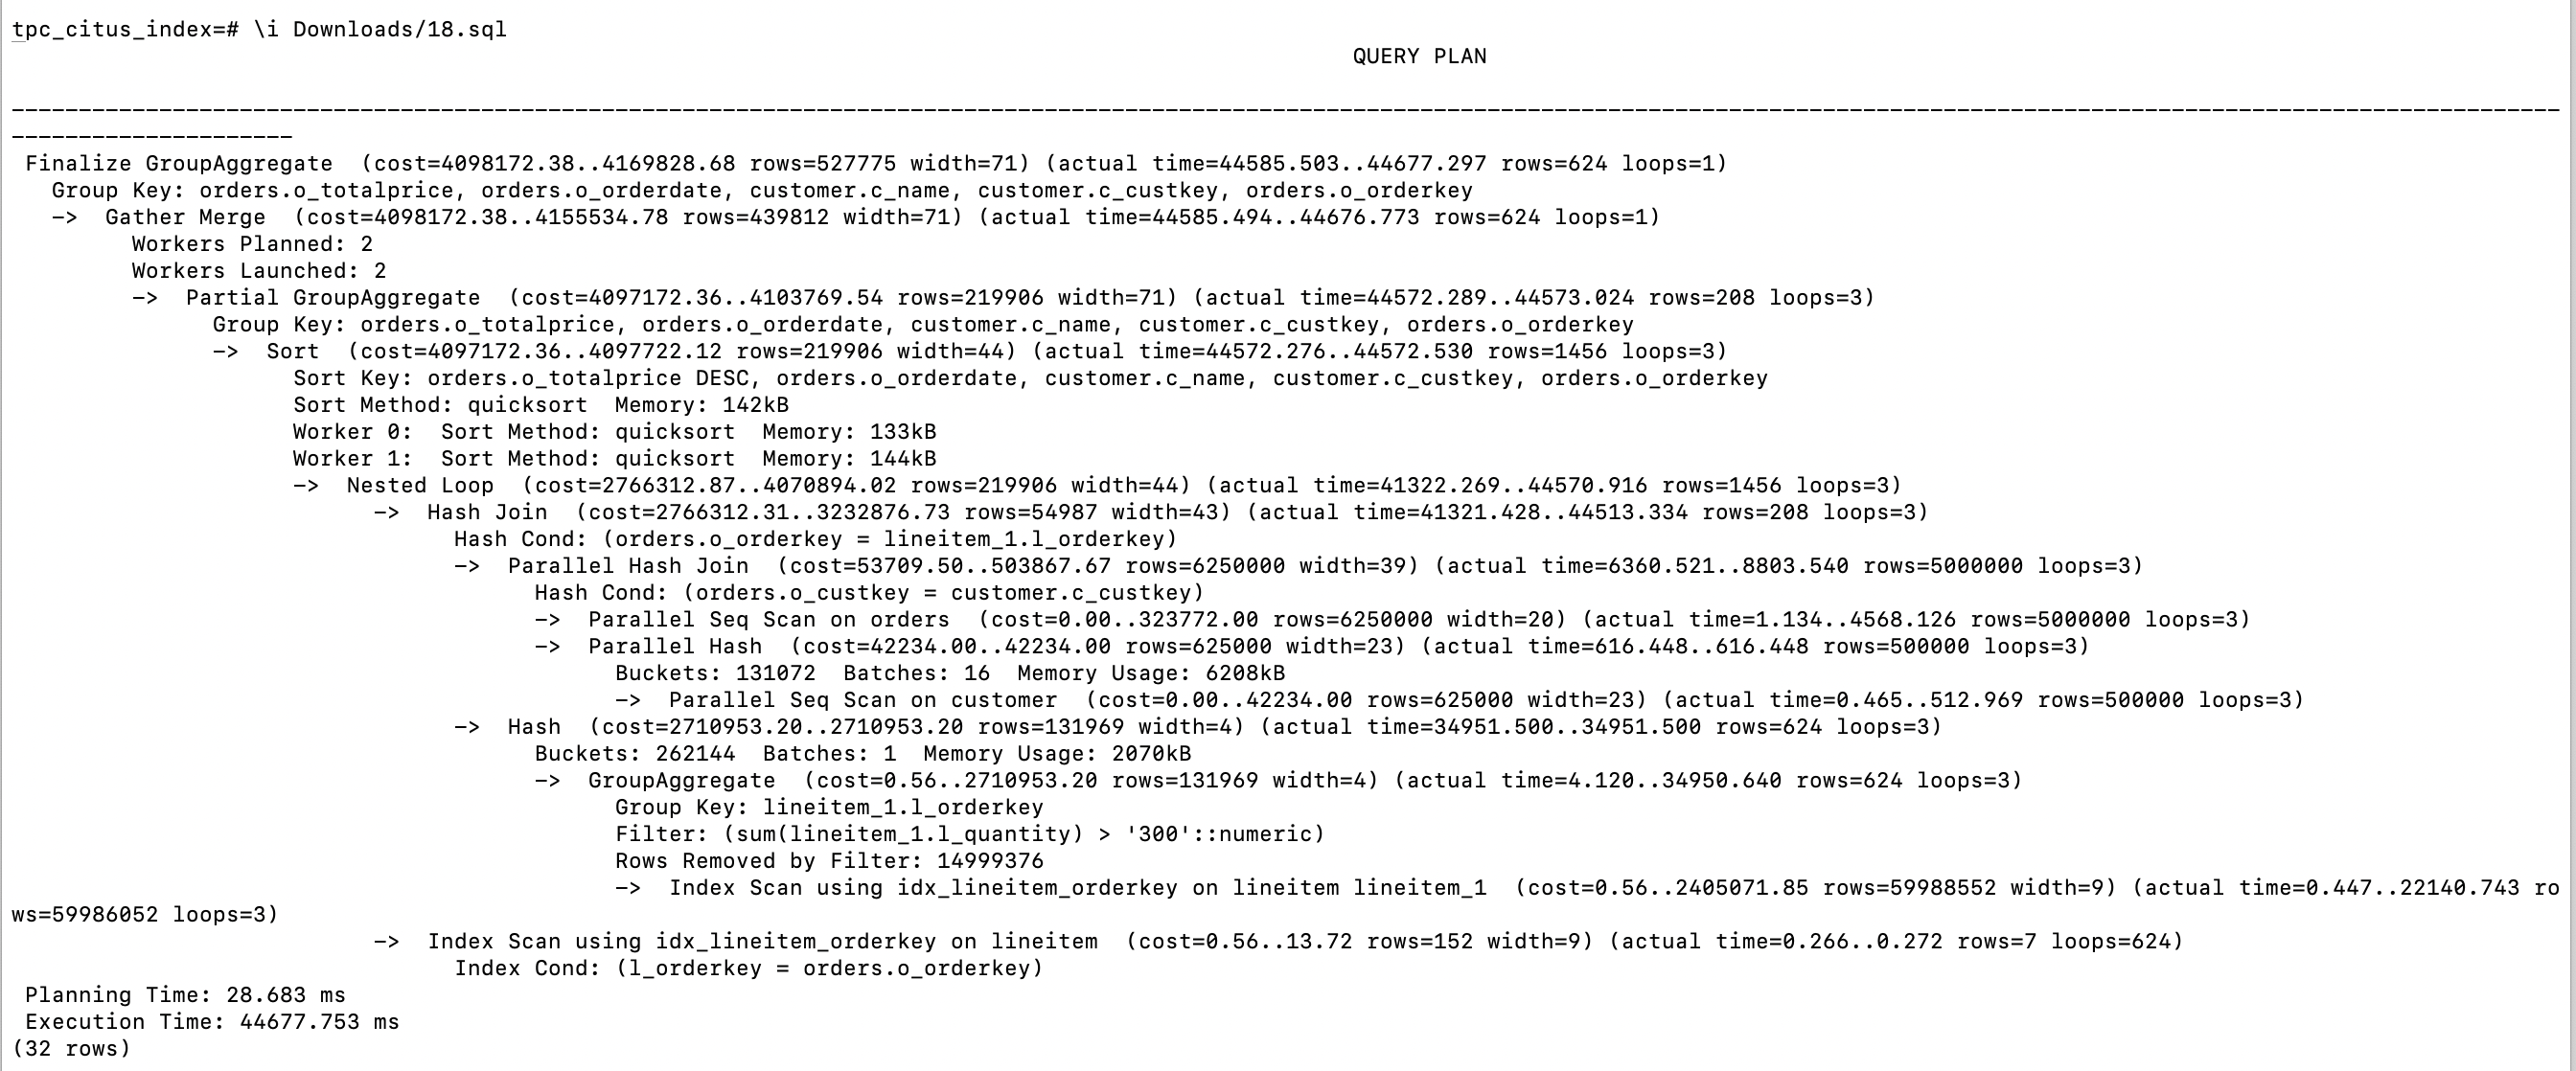 tpc_citus_index=# \i Downloads/18.sql
QUERY PLAN
----------------------------------------------------------------------------------------------------------------------------------------------------------------------------------------------
---------------------
Finalize GroupAggregate  (cost=4098172.38..4169828.68 rows=527775 width=71) (actual time=44585.503..44677.297 rows=624 loops=1)
Group Key: orders.o_totalprice, orders.o_orderdate, customer.c_name, customer.c_custkey, orders.o_orderkey
->  Gather Merge  (cost=4098172.38..4155534.78 rows=439812 width=71) (actual time=44585.494..44676.773 rows=624 loops=1)
Workers Planned: 2
Workers Launched: 2
->  Partial GroupAggregate  (cost=4097172.36..4103769.54 rows=219906 width=71) (actual time=44572.289..44573.024 rows=208 loops=3)
Group Key: orders.o_totalprice, orders.o_orderdate, customer.c_name, customer.c_custkey, orders.o_orderkey
->  Sort  (cost=4097172.36..4097722.12 rows=219906 width=44) (actual time=44572.276..44572.530 rows=1456 loops=3)
Sort Key: orders.o_totalprice DESC, orders.o_orderdate, customer.c_name, customer.c_custkey, orders.o_orderkey
Sort Method: quicksort  Memory: 142kB
Worker 0:  Sort Method: quicksort  Memory: 133kB
Worker 1:  Sort Method: quicksort  Memory: 144kB
->  Nested Loop  (cost=2766312.87..4070894.02 rows=219906 width=44) (actual time=41322.269..44570.916 rows=1456 loops=3)
->  Hash Join  (cost=2766312.31..3232876.73 rows=54987 width=43) (actual time=41321.428..44513.334 rows=208 loops=3)
Hash Cond: (orders.o_orderkey = lineitem_1.l_orderkey)
->  Parallel Hash Join  (cost=53709.50..503867.67 rows=6250000 width=39) (actual time=6360.521..8803.540 rows=5000000 loops=3)
Hash Cond: (orders.o_custkey = customer.c_custkey)
->  Parallel Seq Scan on orders  (cost=0.00..323772.00 rows=6250000 width=20) (actual time=1.134..4568.126 rows=5000000 loops=3)
->  Parallel Hash  (cost=42234.00..42234.00 rows=625000 width=23) (actual time=616.448..616.448 rows=500000 loops=3)
Buckets: 131072  Batches: 16  Memory Usage: 6208kB
->  Parallel Seq Scan on customer  (cost=0.00..42234.00 rows=625000 width=23) (actual time=0.465..512.969 rows=500000 loops=3)
->  Hash  (cost=2710953.20..2710953.20 rows=131969 width=4) (actual time=34951.500..34951.500 rows=624 loops=3)
Buckets: 262144  Batches: 1  Memory Usage: 2070kB
->  GroupAggregate  (cost=0.56..2710953.20 rows=131969 width=4) (actual time=4.120..34950.640 rows=624 loops=3)
Group Key: lineitem_1.l_orderkey
Filter: (sum(lineitem_1.l_quantity) > '300'::numeric)
Rows Removed by Filter: 14999376
->  Index Scan using idx_lineitem_orderkey on lineitem lineitem_1  (cost=0.56..2405071.85 rows=59988552 width=9) (actual time=0.447..22140.743 ro
ws=59986052 loops=3)
->  Index Scan using idx_lineitem_orderkey on lineitem  (cost=0.56..13.72 rows=152 width=9) (actual time=0.266..0.272 rows=7 loops=624)
Index Cond: (l_orderkey = orders.o_orderkey)
Planning Time: 28.683 ms
Execution Time: 44677.753 ms
(32 rows)